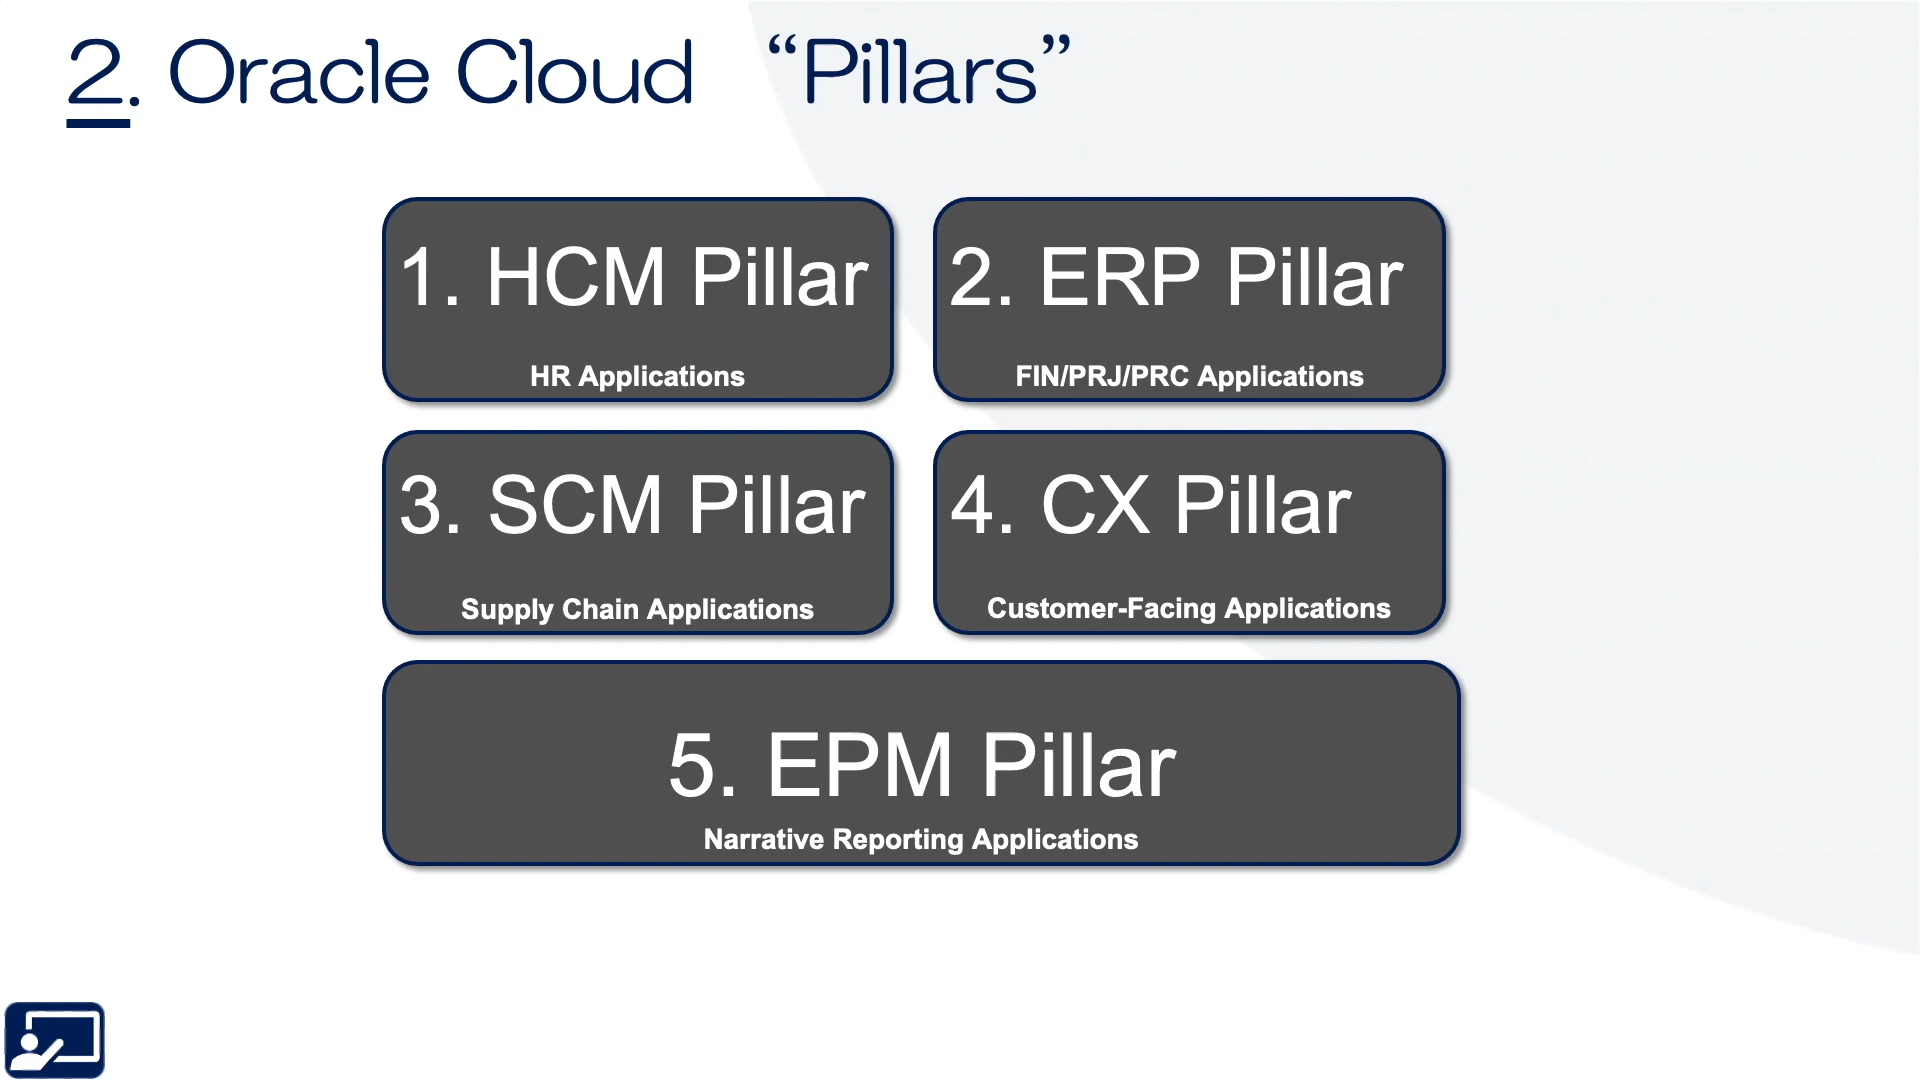 2. Oracle Cloud “Pillars”
1. HCM Pillar
HR Applications
2. ERP Pillar
FIN/PRJ/PRC Applications
3. SCM Pillar
Supply Chain Applications
4. CX Pillar
Customer-Facing Applications
5. EPM Pillar
Narrative Reporting Applications